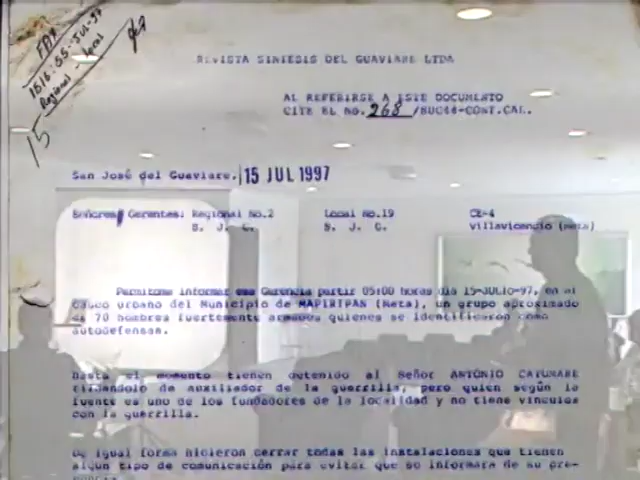 15
1616:55-JUL-97
Regional - Local
REVISTA SINTESIS DEL GUAVIARE LTDA
AL REFERIRSE A ESTE DOCUMENTO
CITE EL NO. 268 /SUC44-CONT.CAL.
San José del Guaviare, 15 JUL 1997
Señores Gerentes: Regional No.2 Local No.19 CE-4
S. J. G. S. J. G. Villavicencio (Meta)
Permitome informar esa Gerencia partir 05:00 horas dia 15-JULIO-97, en el
casco urbano del Municipio de MAPIRIPAN (Meta), un grupo aproximado
de 70 hombres fuertemente armados quienes se identificaron como
autodefensas.
Hasta el momento tienen detenido al Señor ANTONIO
de auxiliador de la guerrilla, pero quien según la
fuente es uno de los fundadores de la localidad y no tiene vinculos
con la guerrilla.
De igual forma hicieron cerrar todas las instalaciones que tienen
algún tipo de comunicación para evitar que se informara de su pre-